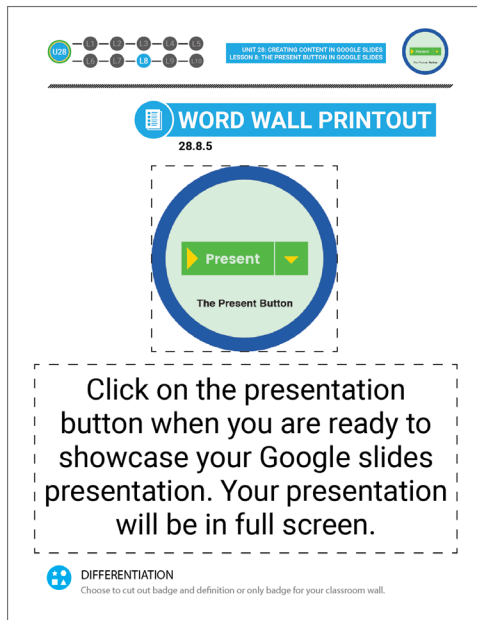 U28
L1 L2 L3 L4 L5
L6 L7 L8 L9 L10
UNIT 28: CREATING CONTENT IN GOOGLE SLIDES
LESSON 8: THE PRESENT BUTTON IN GOOGLE SLIDES
Present
The Present Button
WORD WALL PRINTOUT
28.8.5
Present
The Present Button
Click on the presentation
button when you are ready to
showcase your Google slides
presentation. Your presentation
will be in full screen.
DIFFERENTIATION
Choose to cut out badge and definition or only badge for your classroom wall.